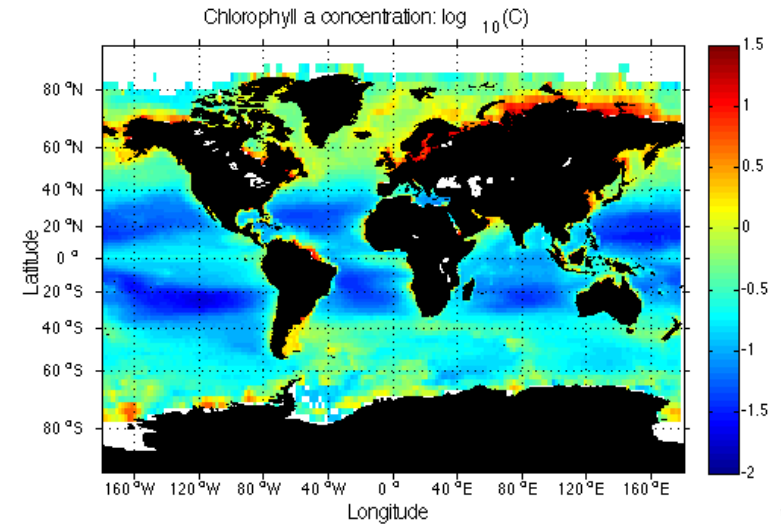 Chlorophyll a concentration: log 10(C)
1.5
80 °N
1
60 °N
0.5
40 °N
20 °N
0
0 °
Latitude
-0.5
20 °S
40 °S
-1
60 °S
-1.5
80 °S
-2
160 °W 120 °W 80 °W 40 °W 0 ° 40 °E 80 °E 120 °E 160 °E
Longitude